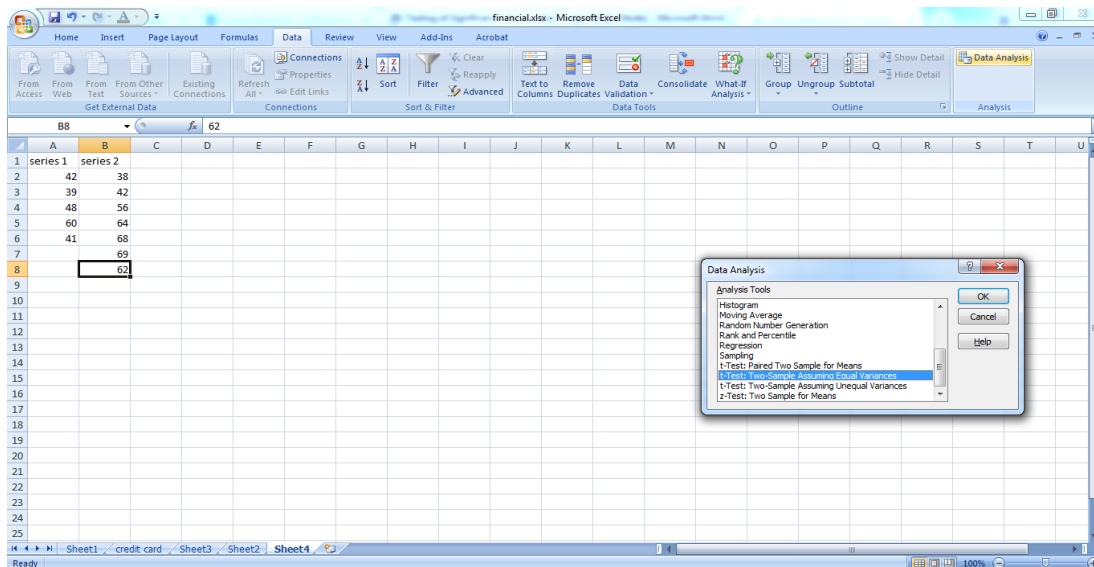 financial.xlsx - Microsoft Excel
Home Insert Page Layout Formulas Data Review View Add-Ins Acrobat
From Access
From Web
From Text
From Other Sources
Existing Connections
Get External Data
Refresh All
Connections
Properties
Edit Links
Connections
Sort
Filter
Clear
Reapply
Advanced
Sort & Filter
Text to Columns
Remove Duplicates
Data Validation
Consolidate
What-If Analysis
Data Tools
Group
Ungroup
Subtotal
Show Detail
Hide Detail
Outline
Data Analysis
Analysis
B8 fx 62
A B C D E F G H I J K L M N O P Q R S T U
1 series 1 series 2
2 42 38
3 39 42
4 48 56
5 60 64
6 41 68
7 69
8 62
9
10
11
12
13
14
15
16
17
18
19
20
21
22
23
24
25
Data Analysis
Analysis Tools
Histogram
Moving Average
Random Number Generation
Rank and Percentile
Regression
Sampling
t-Test: Paired Two Sample for Means
t-Test: Two-Sample Assuming Equal Variances
t-Test: Two-Sample Assuming Unequal Variances
z-Test: Two Sample for Means
OK
Cancel
Help
Sheet1 credit card Sheet3 Sheet2 Sheet4
Ready 100%